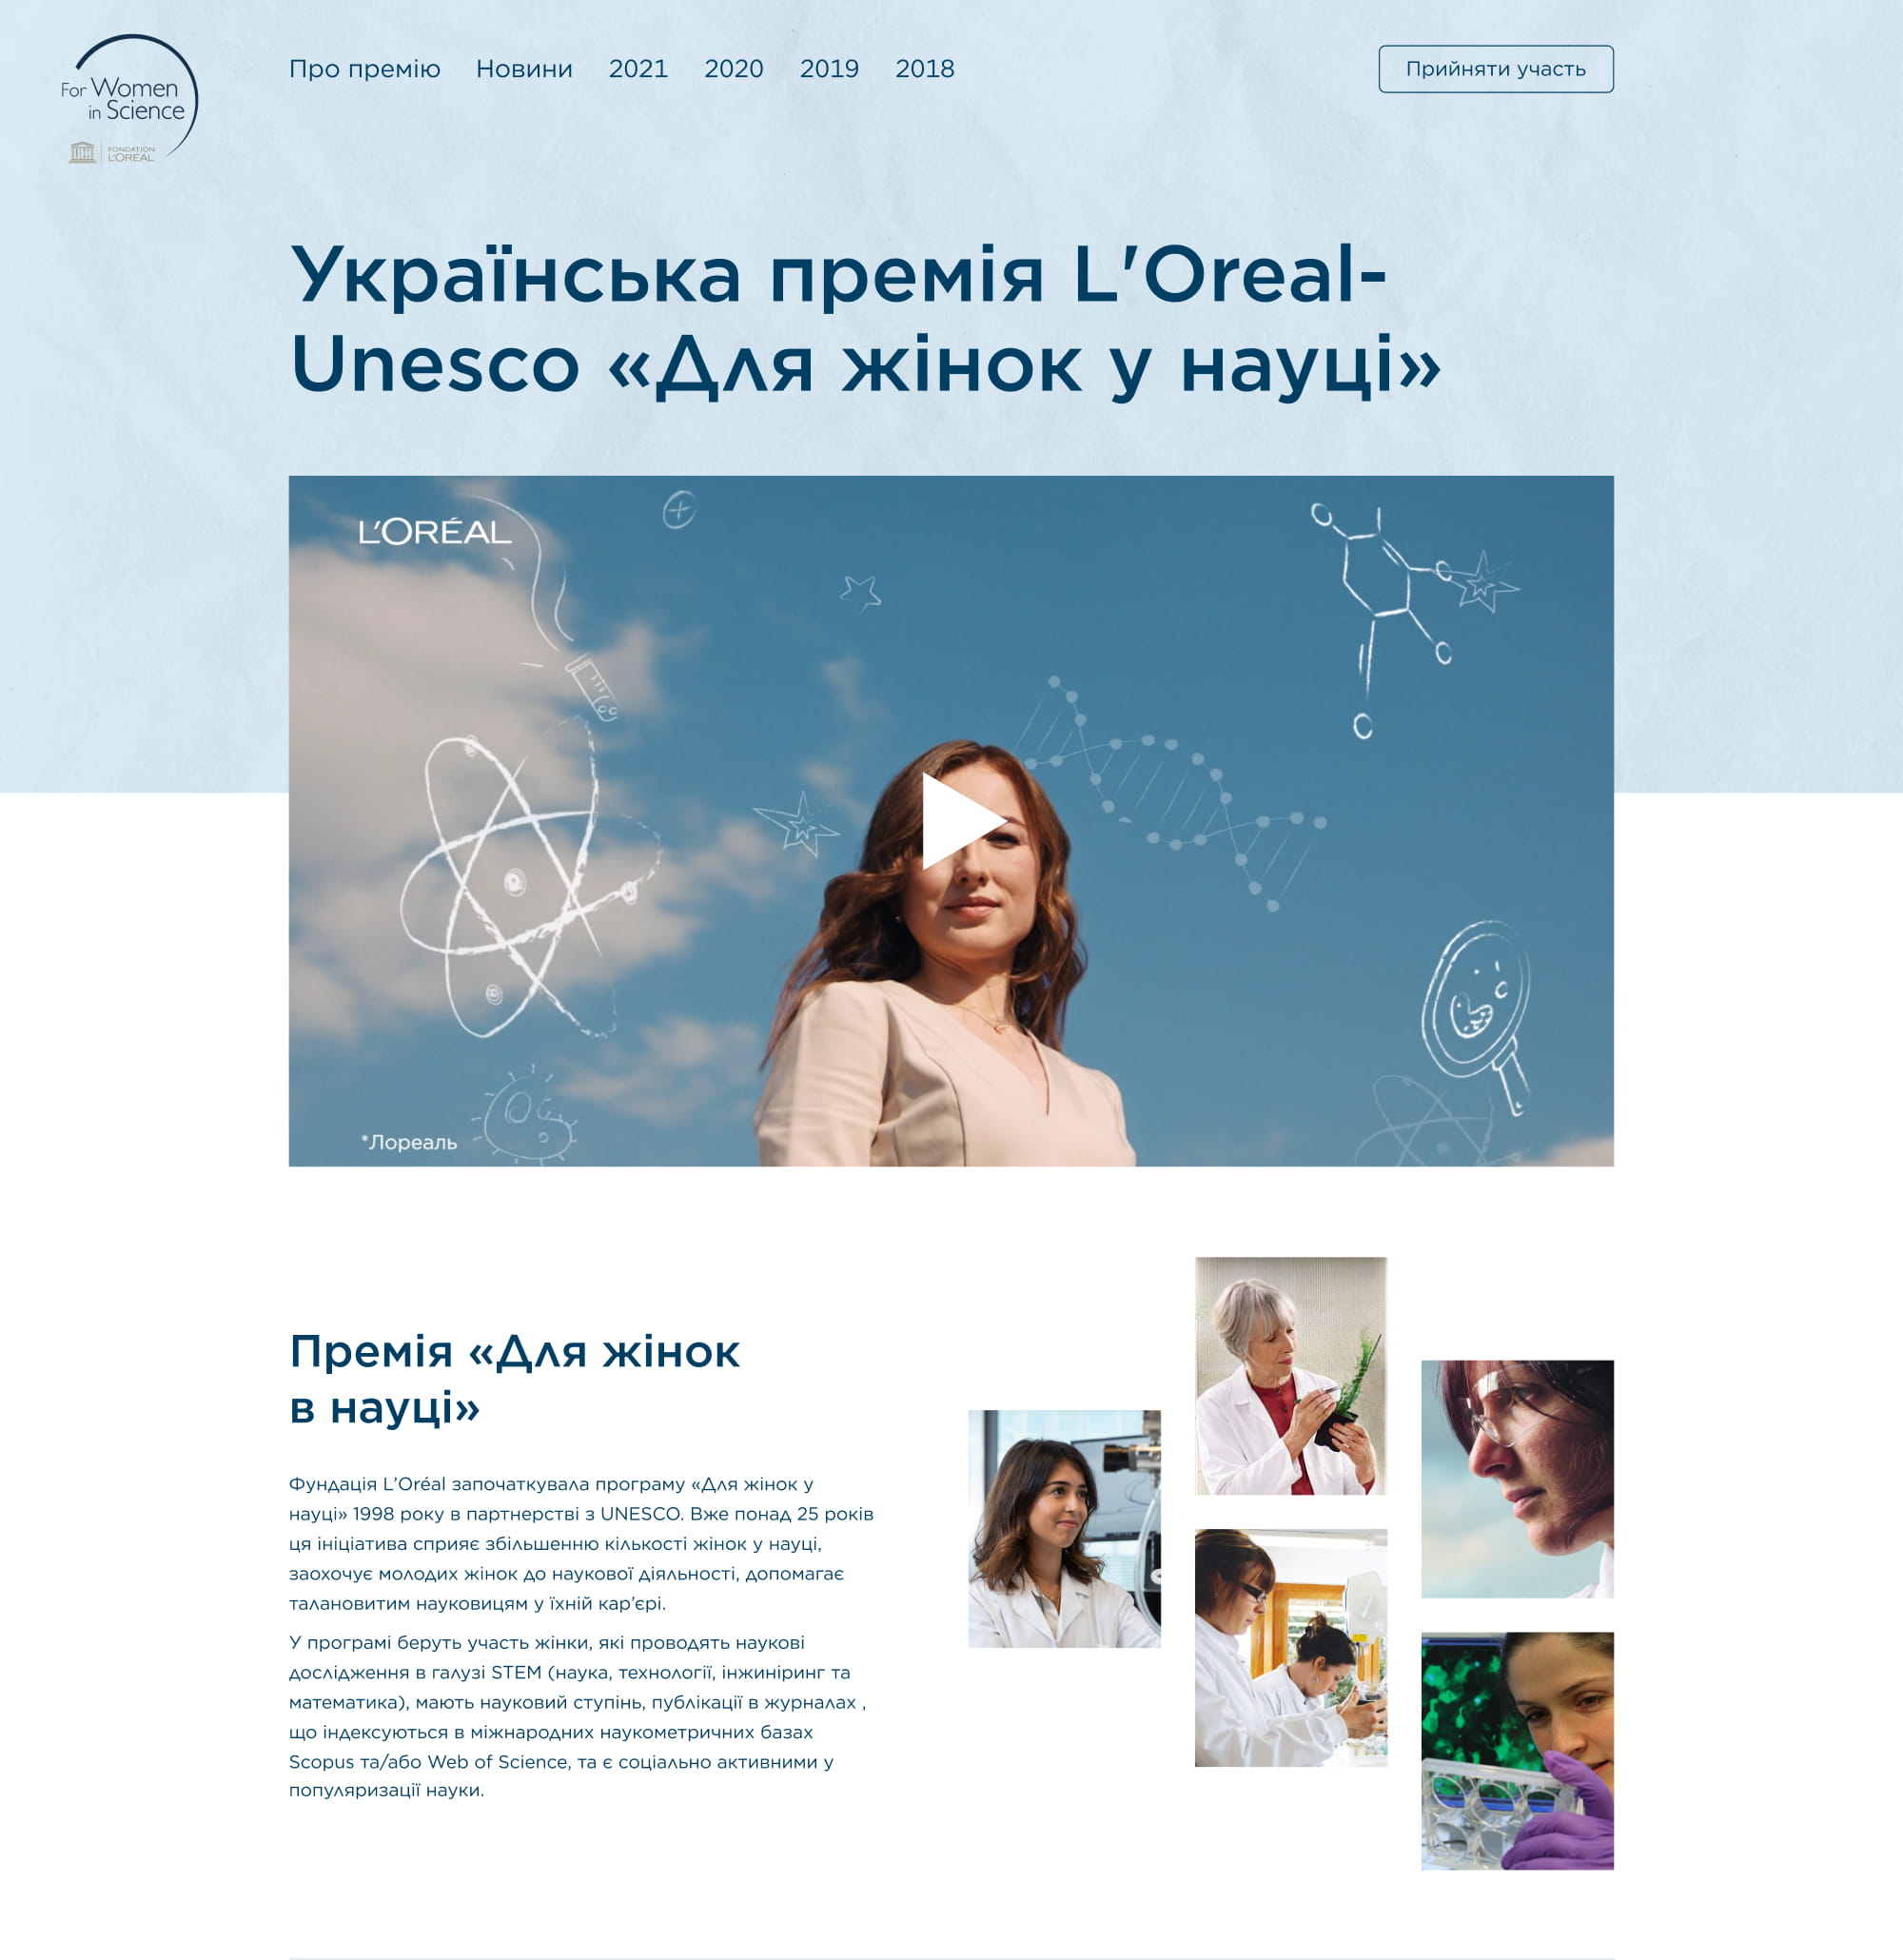 For Women
in Science
FONDATION
L'ORÉAL
Про премію
Новини
2021
2020
2019
2018
Прийняти участь
Українська премія L'Oreal-
Unesco «Для жінок у науці»
L'ORÉAL
*Лореаль
Премія «Для жінок
в науці»
Фундація L’Oréal започаткувала програму «Для жінок у
науці» 1998 року в партнерстві з UNESCO. Вже понад 25 років
ця ініціатива сприяє збільшенню кількості жінок у науці,
заохочує молодих жінок до наукової діяльності, допомагає
талановитим науковицям у їхній кар’єрі.
У програмі беруть участь жінки, які проводять наукові
дослідження в галузі STEM (наука, технології, інжиніринг та
математика), мають науковий ступінь, публікації в журналах ,
що індексуються в міжнародних наукометричних базах
Scopus та/або Web of Science, та є соціально активними у
популяризації науки.